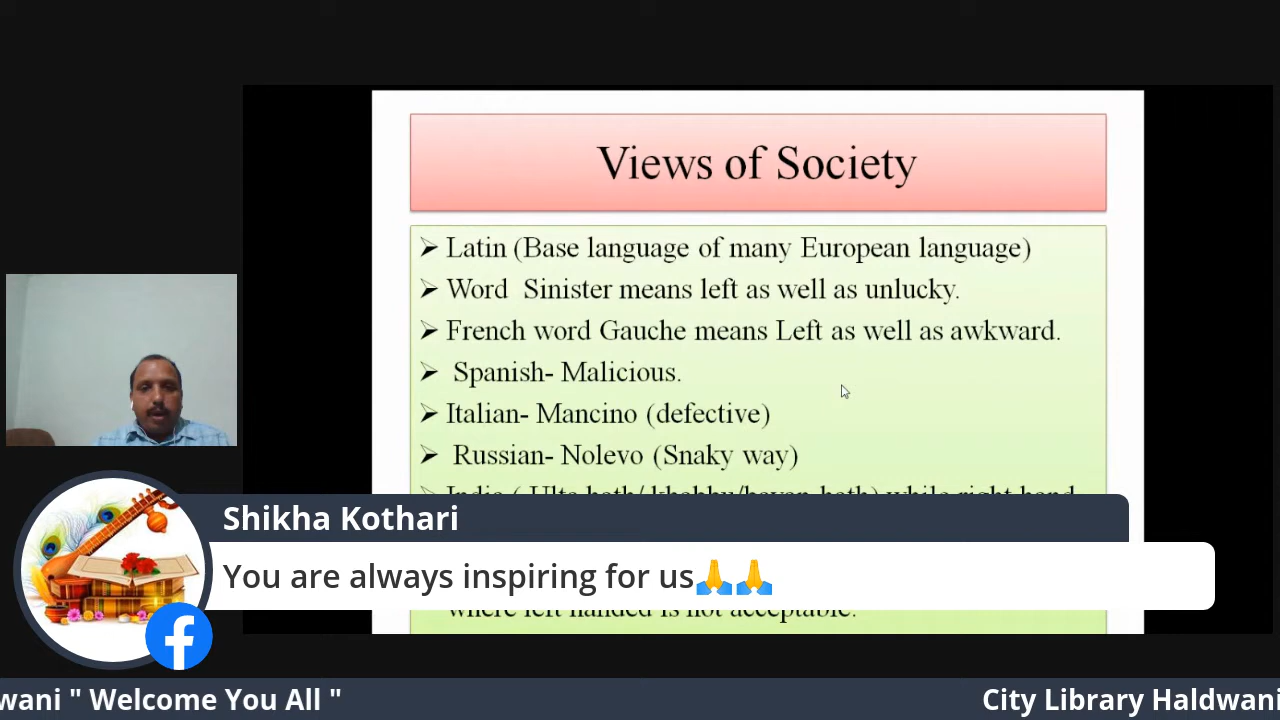 Views of Society
➢ Latin (Base language of many European language)
➢ Word Sinister means left as well as unlucky.
➢ French word Gauche means Left as well as awkward.
➢ Spanish- Malicious.
➢ Italian- Mancino (defective)
➢ Russian- Nolevo (Snaky way)
while right hand
Shikha Kothari
You are always inspiring for us🙏🙏
where left handed is not acceptable.
wani " Welcome You All "
City Library Haldwani